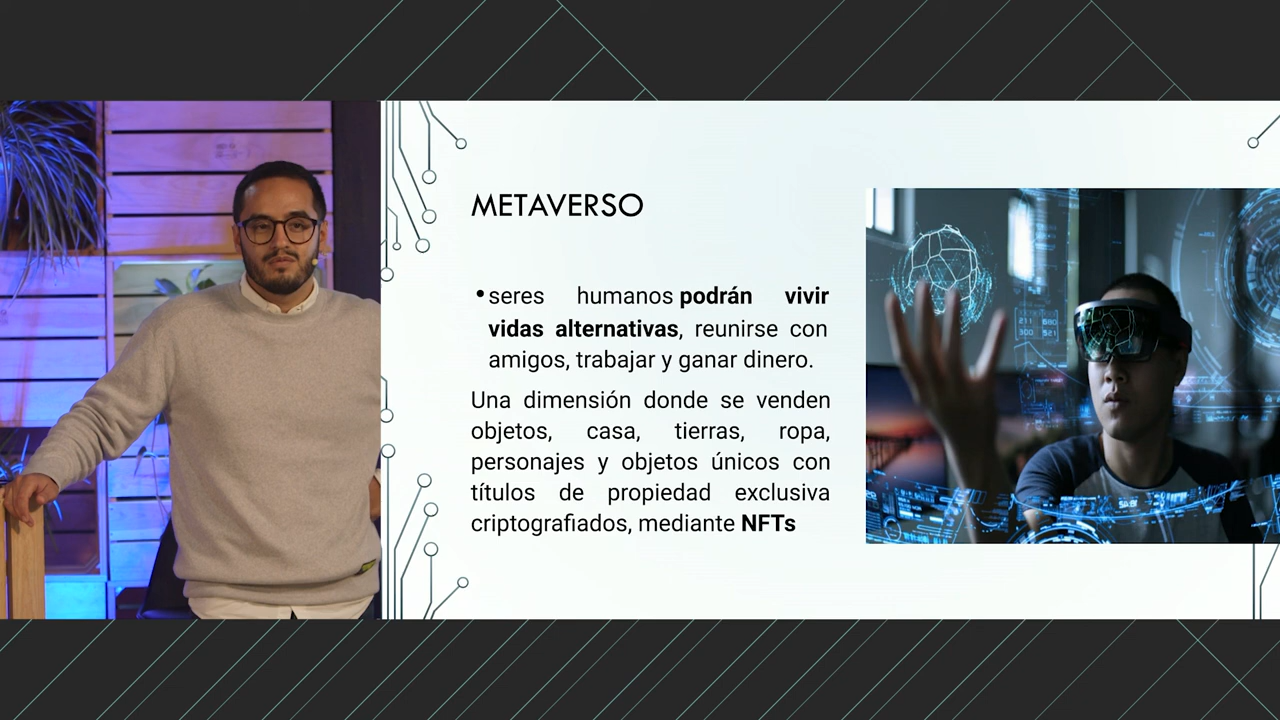 METAVERSO
•seres humanos podrán vivir
vidas alternativas, reunirse con
amigos, trabajar y ganar dinero.
Una dimensión donde se venden
objetos, casa, tierras, ropa,
personajes y objetos únicos con
títulos de propiedad exclusiva
criptografiados, mediante NFTs